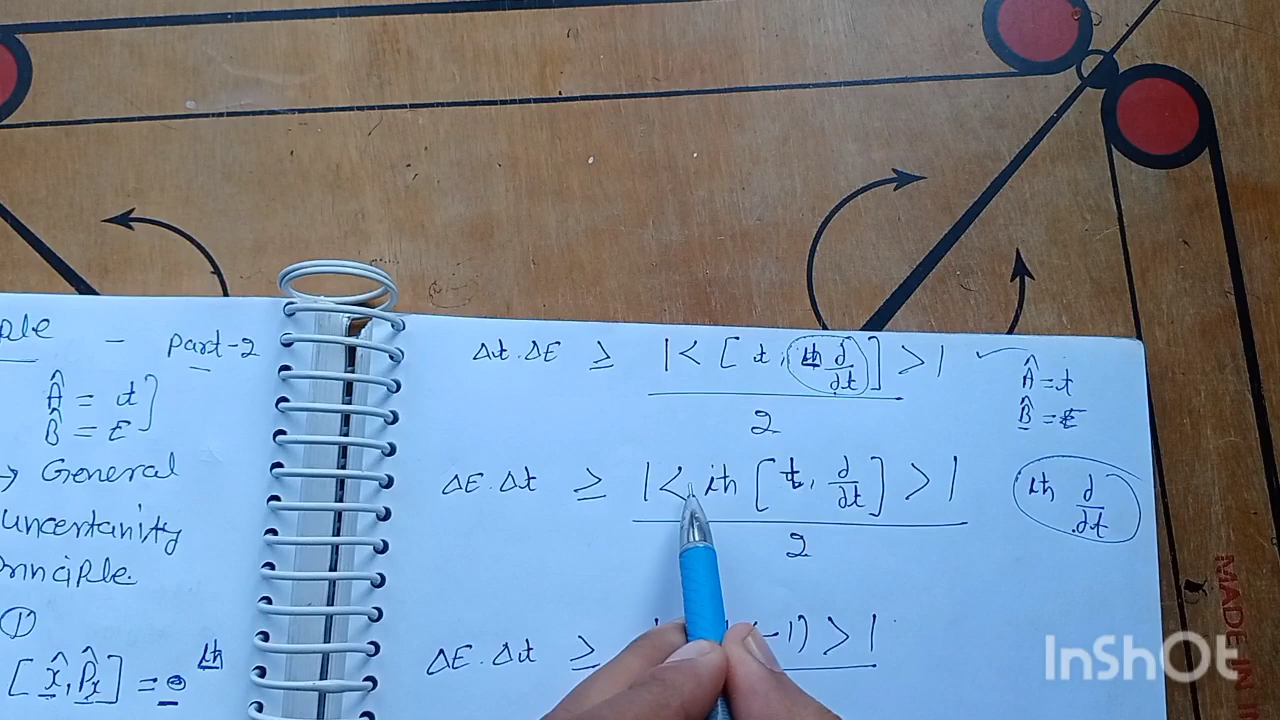 ple - Part-2
Â = t
B̂ = E
→ General
uncertanity
Principle.
①
[x̂, P̂x] = iħ
Δt.ΔE ≥ |<[t, iħ d/dt]>| / 2
Â = t
B̂ = E
ΔE.Δt ≥ |<iħ[t, d/dt]>| / 2
iħ d/dt
ΔE.Δt ≥ (-1)>|
MADE IN
InShOt